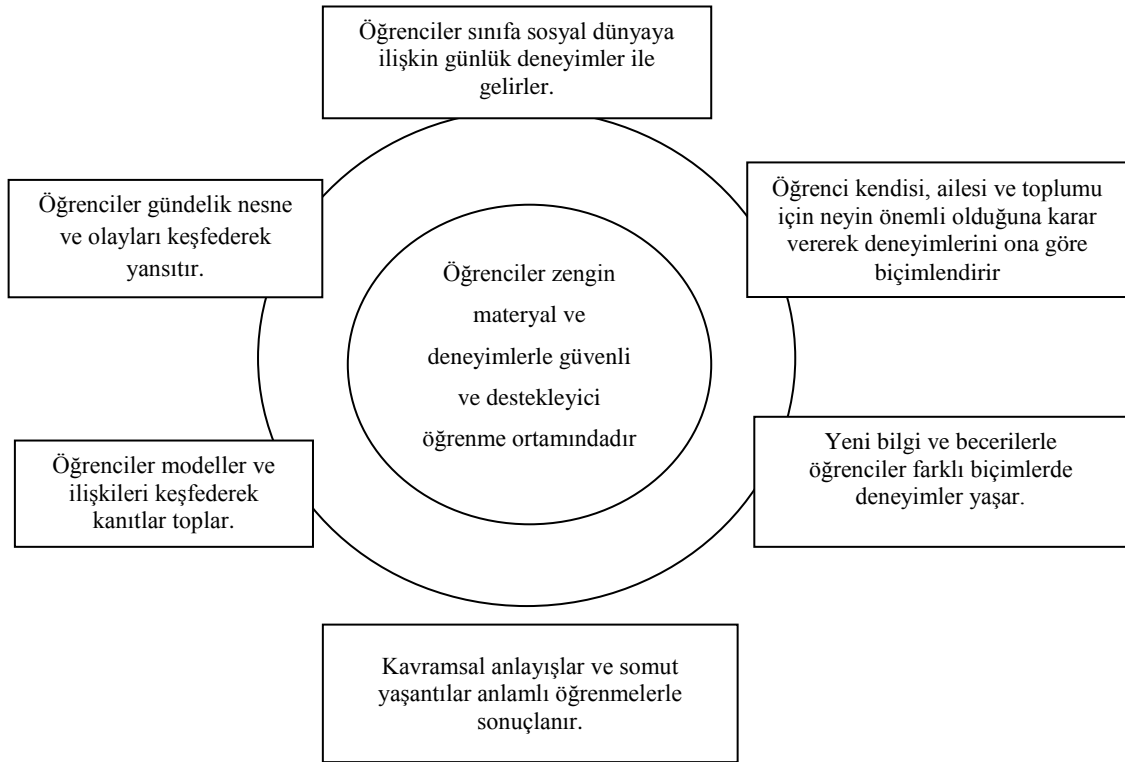 Öğrenciler sınıfa sosyal dünyaya
ilişkin günlük deneyimler ile
gelirler.
Öğrenciler gündelik nesne
ve olayları keşfederek
yansıtır.
Öğrenci kendisi, ailesi ve toplumu
için neyin önemli olduğuna karar
vererek deneyimlerini ona göre
biçimlendirir
Öğrenciler zengin
materyal ve
deneyimlerle güvenli
ve destekleyici
öğrenme ortamındadır
Öğrenciler modeller ve
ilişkileri keşfederek
kanıtlar toplar.
Yeni bilgi ve becerilerle
öğrenciler farklı biçimlerde
deneyimler yaşar.
Kavramsal anlayışlar ve somut
yaşantılar anlamlı öğrenmelerle
sonuçlanır.